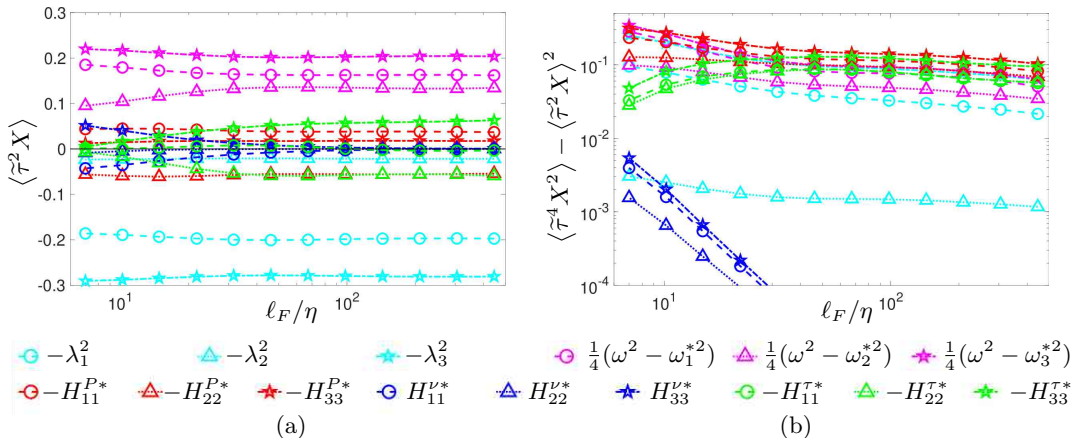 0.3
0.2
0.1
0
-0.1
-0.2
-0.3
⟨τ̃²X⟩
10¹
10²
ℓ_F/η
10⁻¹
10⁻²
10⁻³
10⁻⁴
⟨τ̃⁴X²⟩ − ⟨τ̃²X⟩²
10¹
10²
ℓ_F/η
−λ₁² −λ₂² −λ₃² ¼(ω² − ω₁*²) ¼(ω² − ω₂*²) ¼(ω² − ω₃*²)
−H₁₁^{P*} −H₂₂^{P*} −H₃₃^{P*} H₁₁^{ν*} H₂₂^{ν*} H₃₃^{ν*} −H₁₁^{τ*} −H₂₂^{τ*} −H₃₃^{τ*}
(a) (b)